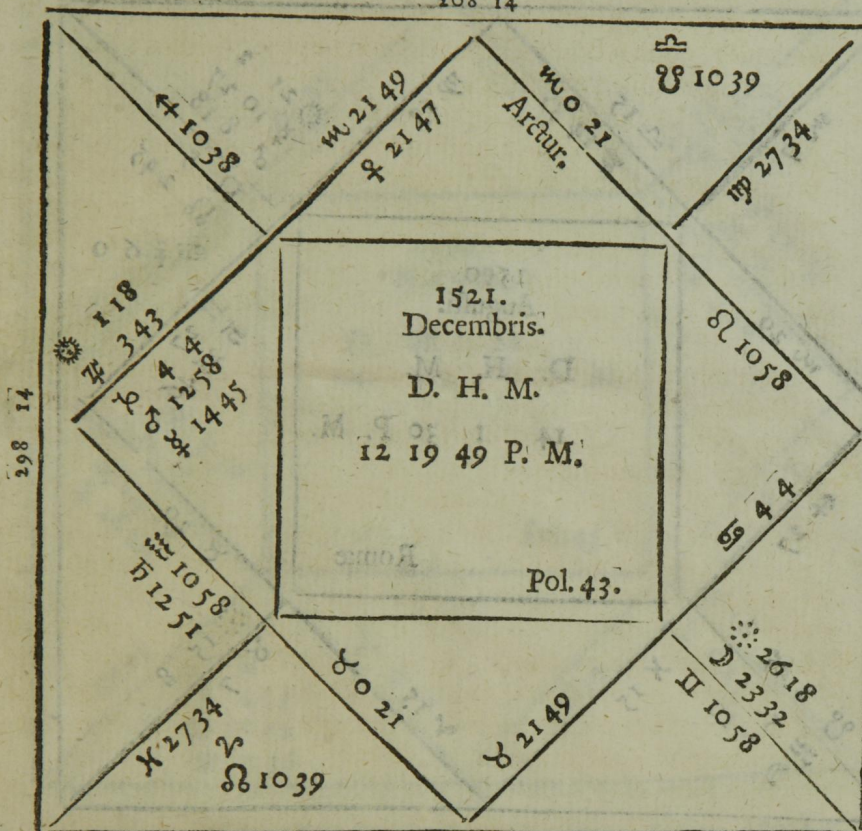 208 14
♎
☋ 10 39
♏ 0 21
Arctur.
♍ 27 34
♏ 21 49
♀ 21 47
♐ 10 38
♌ 10 58
1 18
♃ 3 43
♑ 4 4
♂ 12 58
☿ 14 45
298 14
1521.
Decembris.
D. H. M.
12 19 49 P. M.
Pol. 43.
♋ 4 4
♒ 10 58
♄ 12 51
26 18
☽ 23 32
♊ 10 58
♉ 0 21
♉ 21 49
♓ 27 34
♈
☊ 10 39